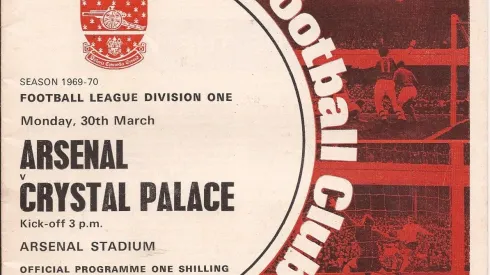 SEASON 1969-70
FOOTBALL LEAGUE DIVISION ONE
Monday, 30th March
ARSENAL
v
CRYSTAL PALACE
Kick-off 3 p.m.
ARSENAL STADIUM
OFFICIAL PROGRAMME ONE SHILLING
Football Club